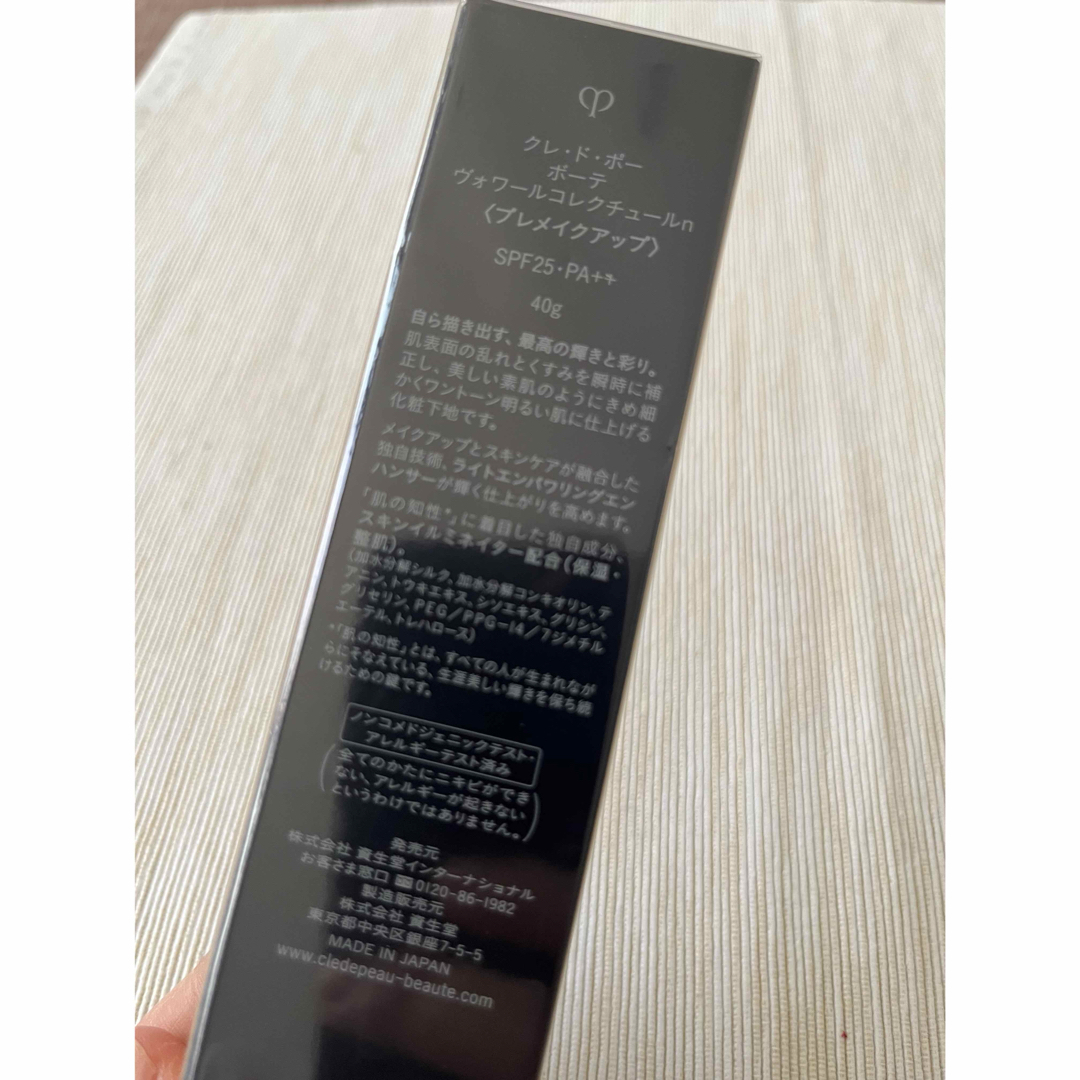 クレ・ド・ポー
ボーテ
ヴォワールコレクチュールn
〈プレメイクアップ〉
SPF25・PA++
40g
自ら描き出す、最高の輝きと彩り。
肌表面の乱れとくすみを瞬時に補
正し、美しい素肌のようにきめ細
かくワントーン明るい肌に仕上げる
化粧下地です。
メイクアップとスキンケアが融合した
独自技術、ライトエンパワリングエン
ハンサーが輝く仕上がりを高めます。
「肌の知性*」に着目した独自成分、
スキンイルミネイター配合(保湿・
整肌)。
(加水分解シルク、加水分解コンキオリン、テ
アニン、トウキエキス、シソエキス、グリシン、
グリセリン、PEG/PPG-14/7ジメチル
エーテル、トレハロース)
*「肌の知性」とは、すべての人が生まれなが
らにそなえている、生涯美しい輝きを保ち続
けるための鍵です。
ノンコメドジェニックテスト・
アレルギーテスト済み
(全てのかたにニキビができ
ない、アレルギーが起きない
というわけではありません。)
発売元
株式会社 資生堂インターナショナル
お客さま窓口 0120-86-1982
製造販売元
株式会社 資生堂
東京都中央区銀座7-5-5
MADE IN JAPAN
www.cledepeau-beaute.com